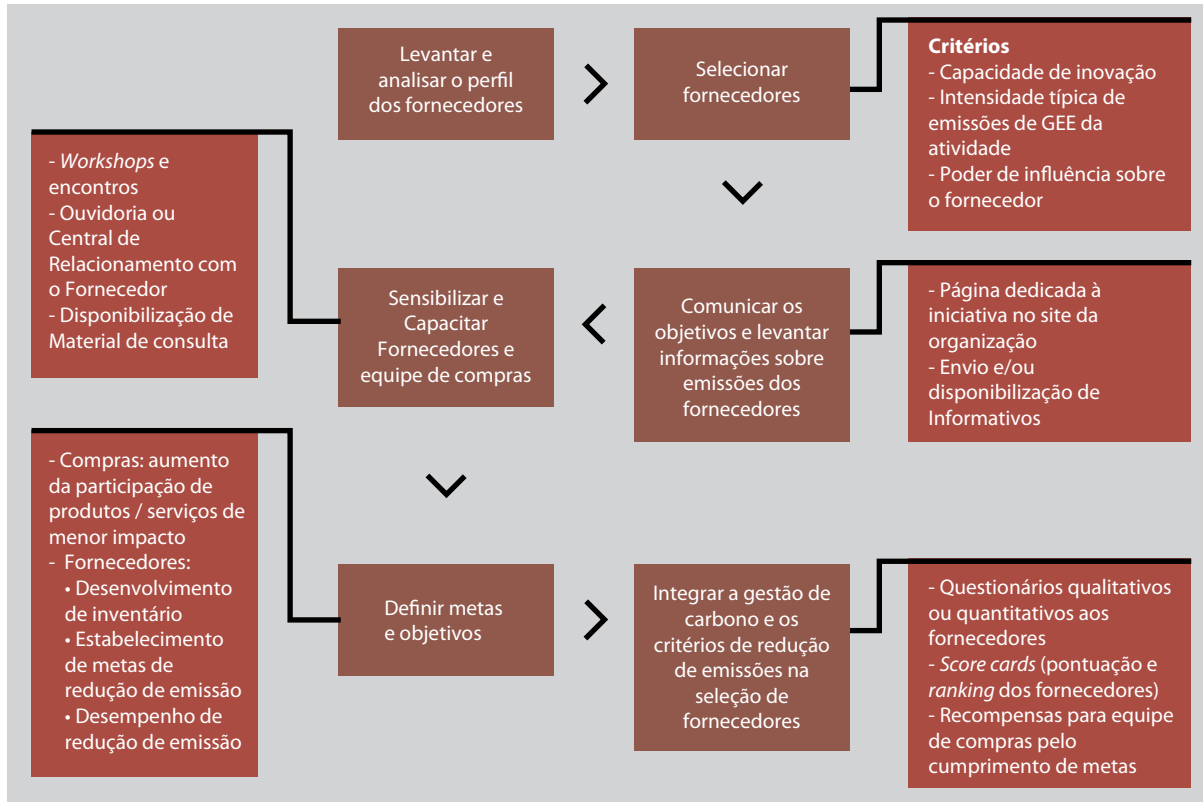 Levantar e
analisar o perfil
dos fornecedores
Selecionar
fornecedores
Critérios
- Capacidade de inovação
- Intensidade típica de
emissões de GEE da
atividade
- Poder de influência sobre
o fornecedor
Comunicar os
objetivos e levantar
informações sobre
emissões dos
fornecedores
- Página dedicada à
iniciativa no site da
organização
- Envio e/ou
disponibilização de
Informativos
Sensibilizar e
Capacitar
Fornecedores e
equipe de compras
- Workshops e
encontros
- Ouvidoria ou
Central de
Relacionamento com
o Fornecedor
- Disponibilização de
Material de consulta
Definir metas
e objetivos
- Compras: aumento
da participação de
produtos / serviços de
menor impacto
- Fornecedores:
• Desenvolvimento
de inventário
• Estabelecimento
de metas de
redução de emissão
• Desempenho de
redução de emissão
Integrar a gestão de
carbono e os
critérios de redução
de emissões na
seleção de
fornecedores
- Questionários qualitativos
ou quantitativos aos
fornecedores
- Score cards (pontuação e
ranking dos fornecedores)
- Recompensas para equipe
de compras pelo
cumprimento de metas